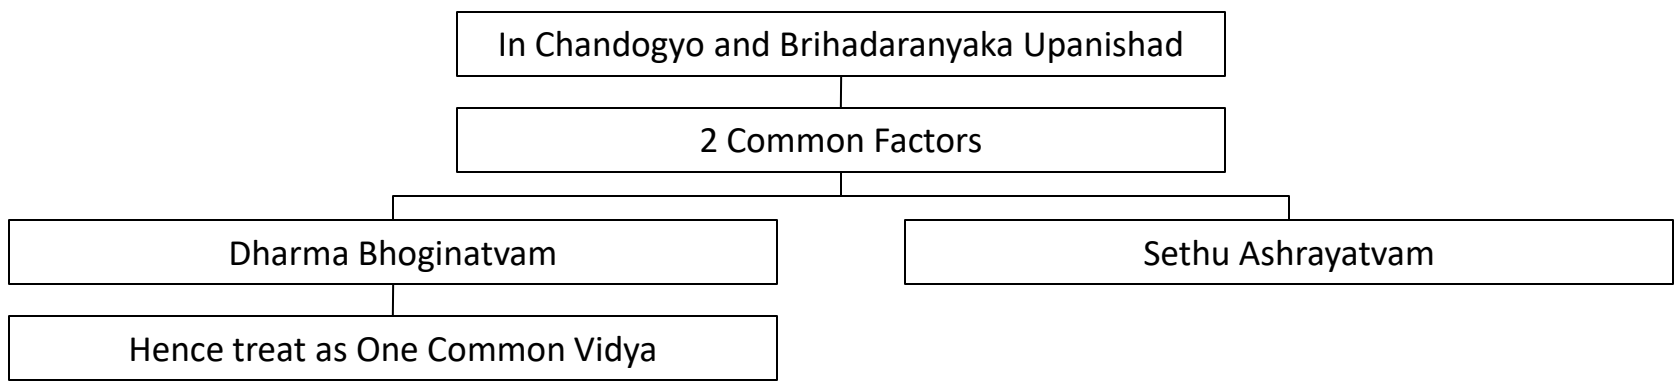 In Chandogyo and Brihadaranyaka Upanishad
2 Common Factors
Dharma Bhoginatvam
Sethu Ashrayatvam
Hence treat as One Common Vidya